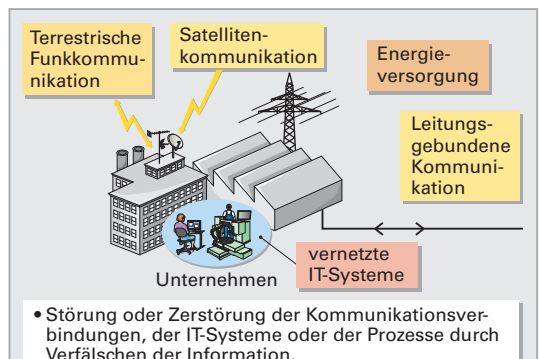 Terrestrische
Funkkommu-
nikation
Satelliten-
kommunikation
Energie-
versorgung
Leitungs-
gebundene
Kommuni-
kation
vernetzte
IT-Systeme
Unternehmen
• Störung oder Zerstörung der Kommunikationsver-
bindungen, der IT-Systeme oder der Prozesse durch
Verfälschen der Information.